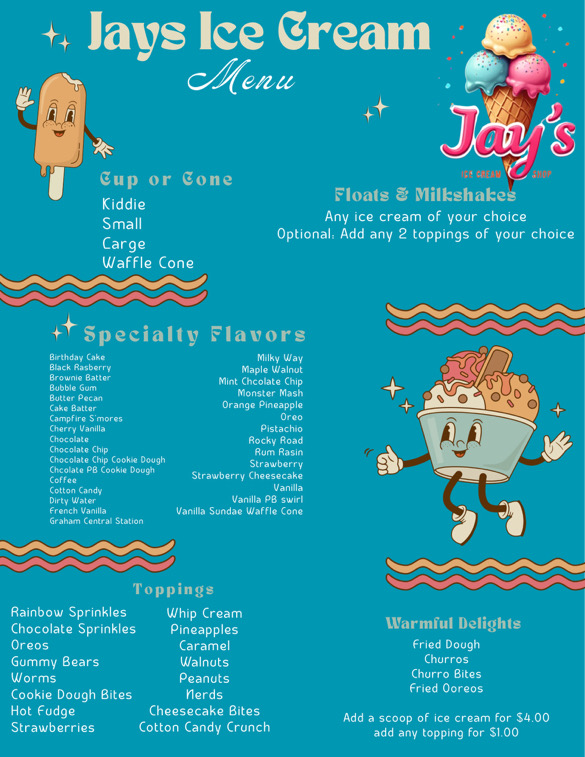 Jays Ice Cream
Menu
Jay's
ICE CREAM SHOP
Cup or Cone
Kiddie
Small
Carge
Waffle Cone
Floats & Milkshakes
Any ice cream of your choice
Optional: Add any 2 toppings of your choice
Specialty Flavors
Birthday Cake
Black Rasberry
Brownie Batter
Bubble Gum
Butter Pecan
Cake Batter
Campfire S'mores
Cherry Vanilla
Chocolate
Chocolate Chip
Chocolate Chip Cookie Dough
Chcolate PB Cookie Dough
Coffee
Cotton Candy
Dirty Water
French Vanilla
Graham Central Station
Milky Way
Maple Walnut
Mint Chcolate Chip
Monster Mash
Orange Pineapple
Oreo
Pistachio
Rocky Road
Rum Rasin
Strawberry
Strawberry Cheesecake
Vanilla
Vanilla PB swirl
Vanilla Sundae Waffle Cone
Toppings
Rainbow Sprinkles
Chocolate Sprinkles
Oreos
Gummy Bears
Worms
Cookie Dough Bites
Hot Fudge
Strawberries
Whip Cream
Pineapples
Caramel
Walnuts
Peanuts
Nerds
Cheesecake Bites
Cotton Candy Crunch
Warmful Delights
Fried Dough
Churros
Churro Bites
Fried Ooreos
Add a scoop of ice cream for $4.00
add any topping for $1.00